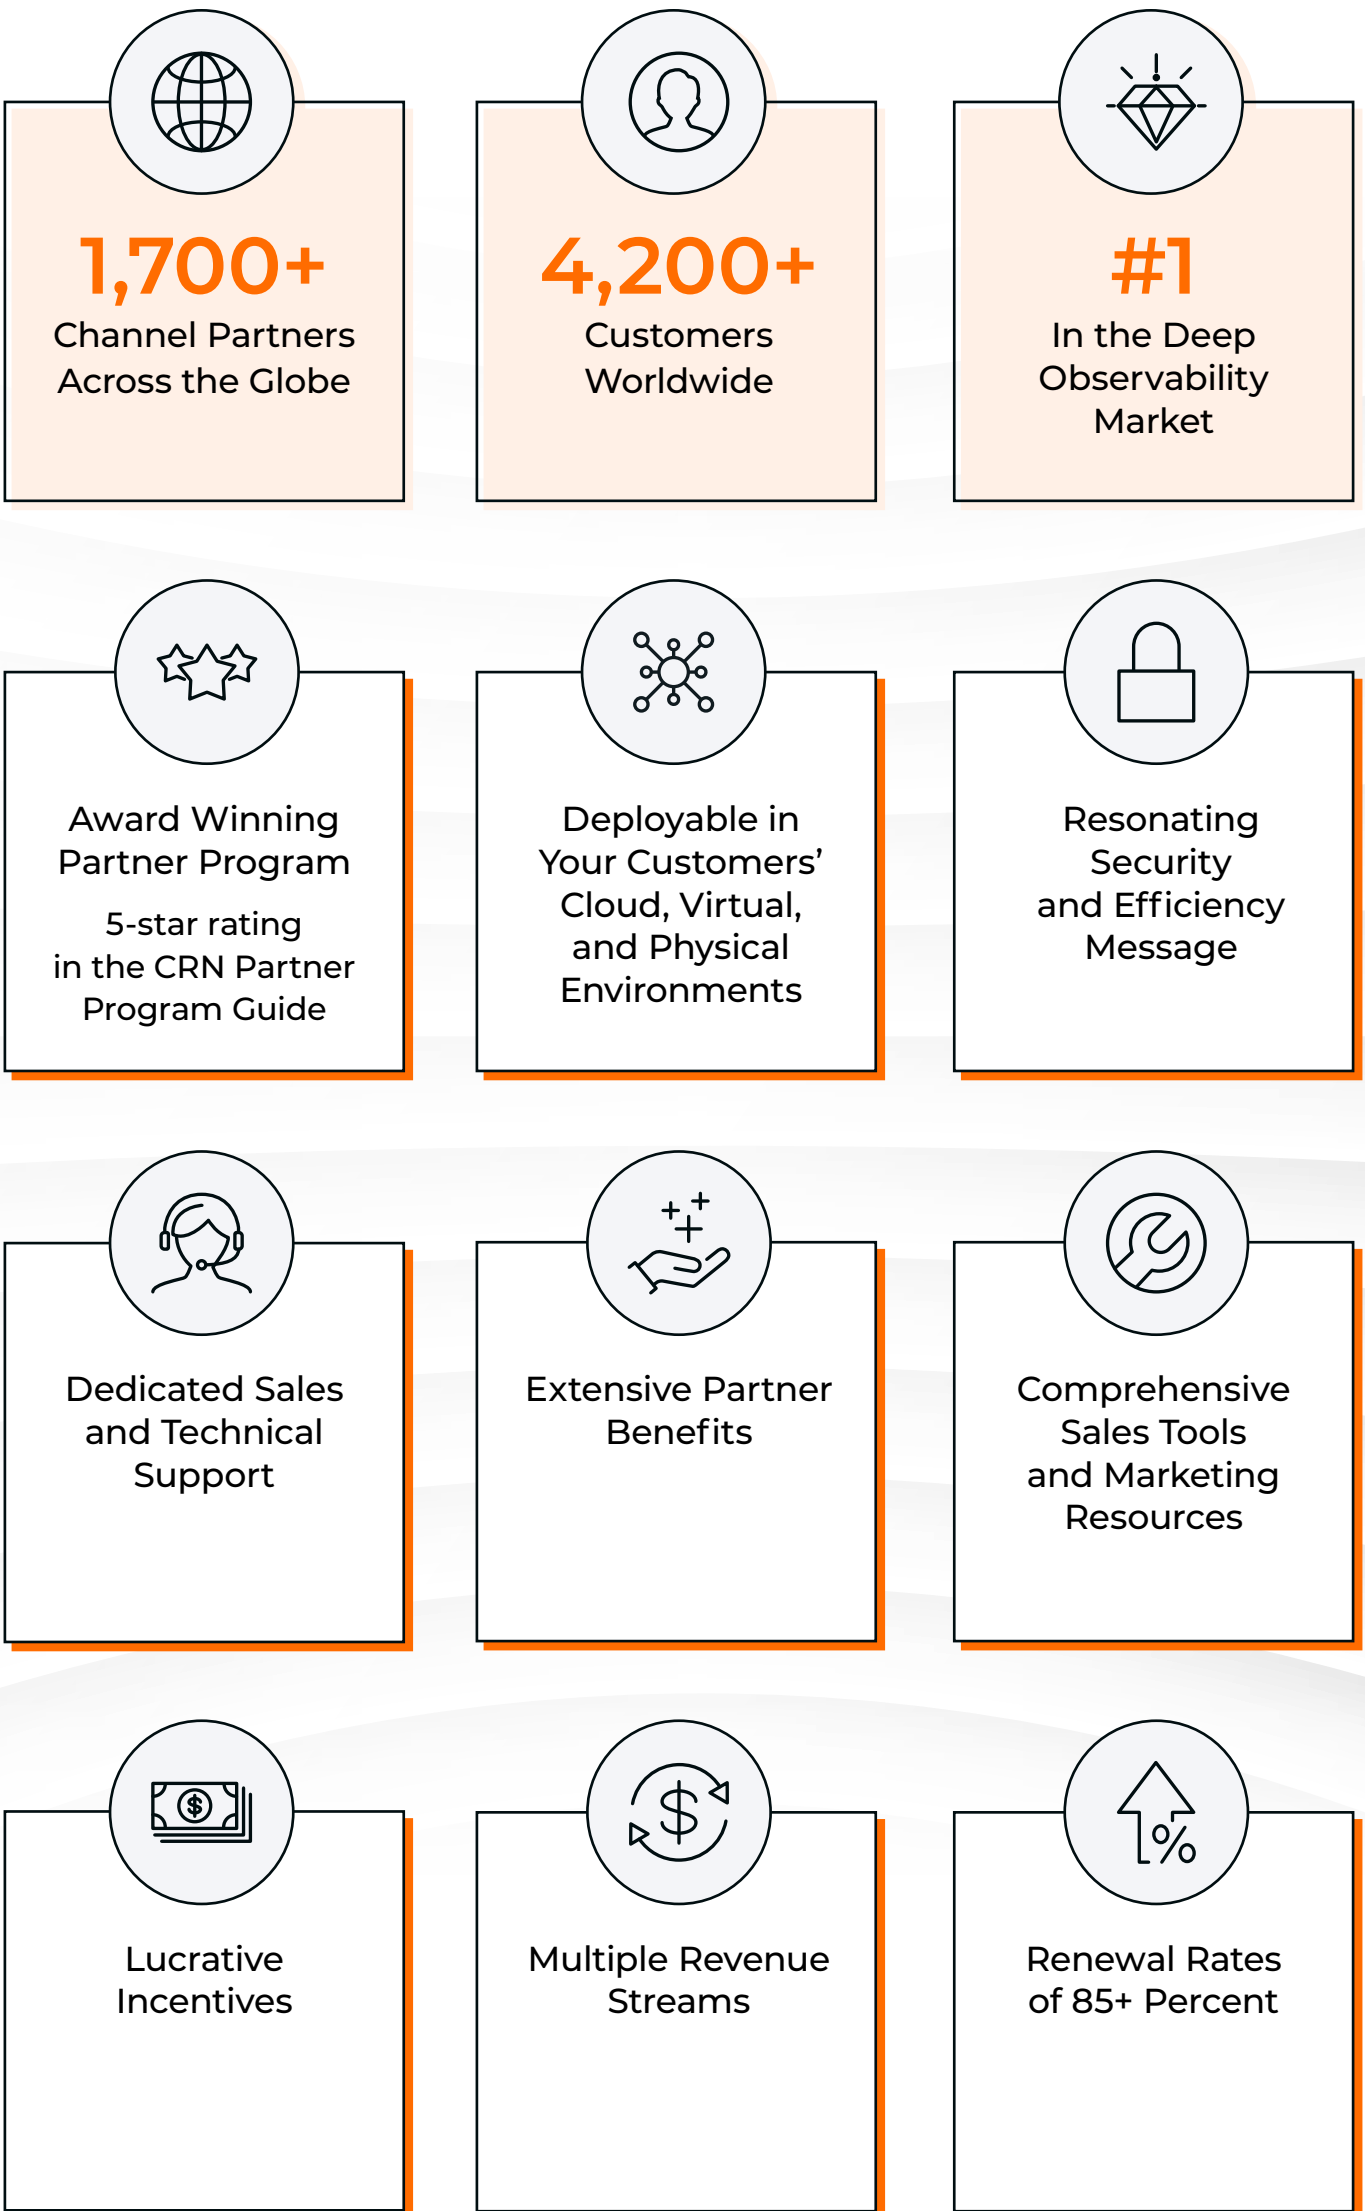 1,700+
Channel Partners
Across the Globe
4,200+
Customers
Worldwide
#1
In the Deep
Observability
Market
Award Winning
Partner Program
5-star rating
in the CRN Partner
Program Guide
Deployable in
Your Customers’
Cloud, Virtual,
and Physical
Environments
Resonating
Security
and Efficiency
Message
Dedicated Sales
and Technical
Support
Extensive Partner
Benefits
Comprehensive
Sales Tools
and Marketing
Resources
$
Lucrative
Incentives
$
Multiple Revenue
Streams
%
Renewal Rates
of 85+ Percent